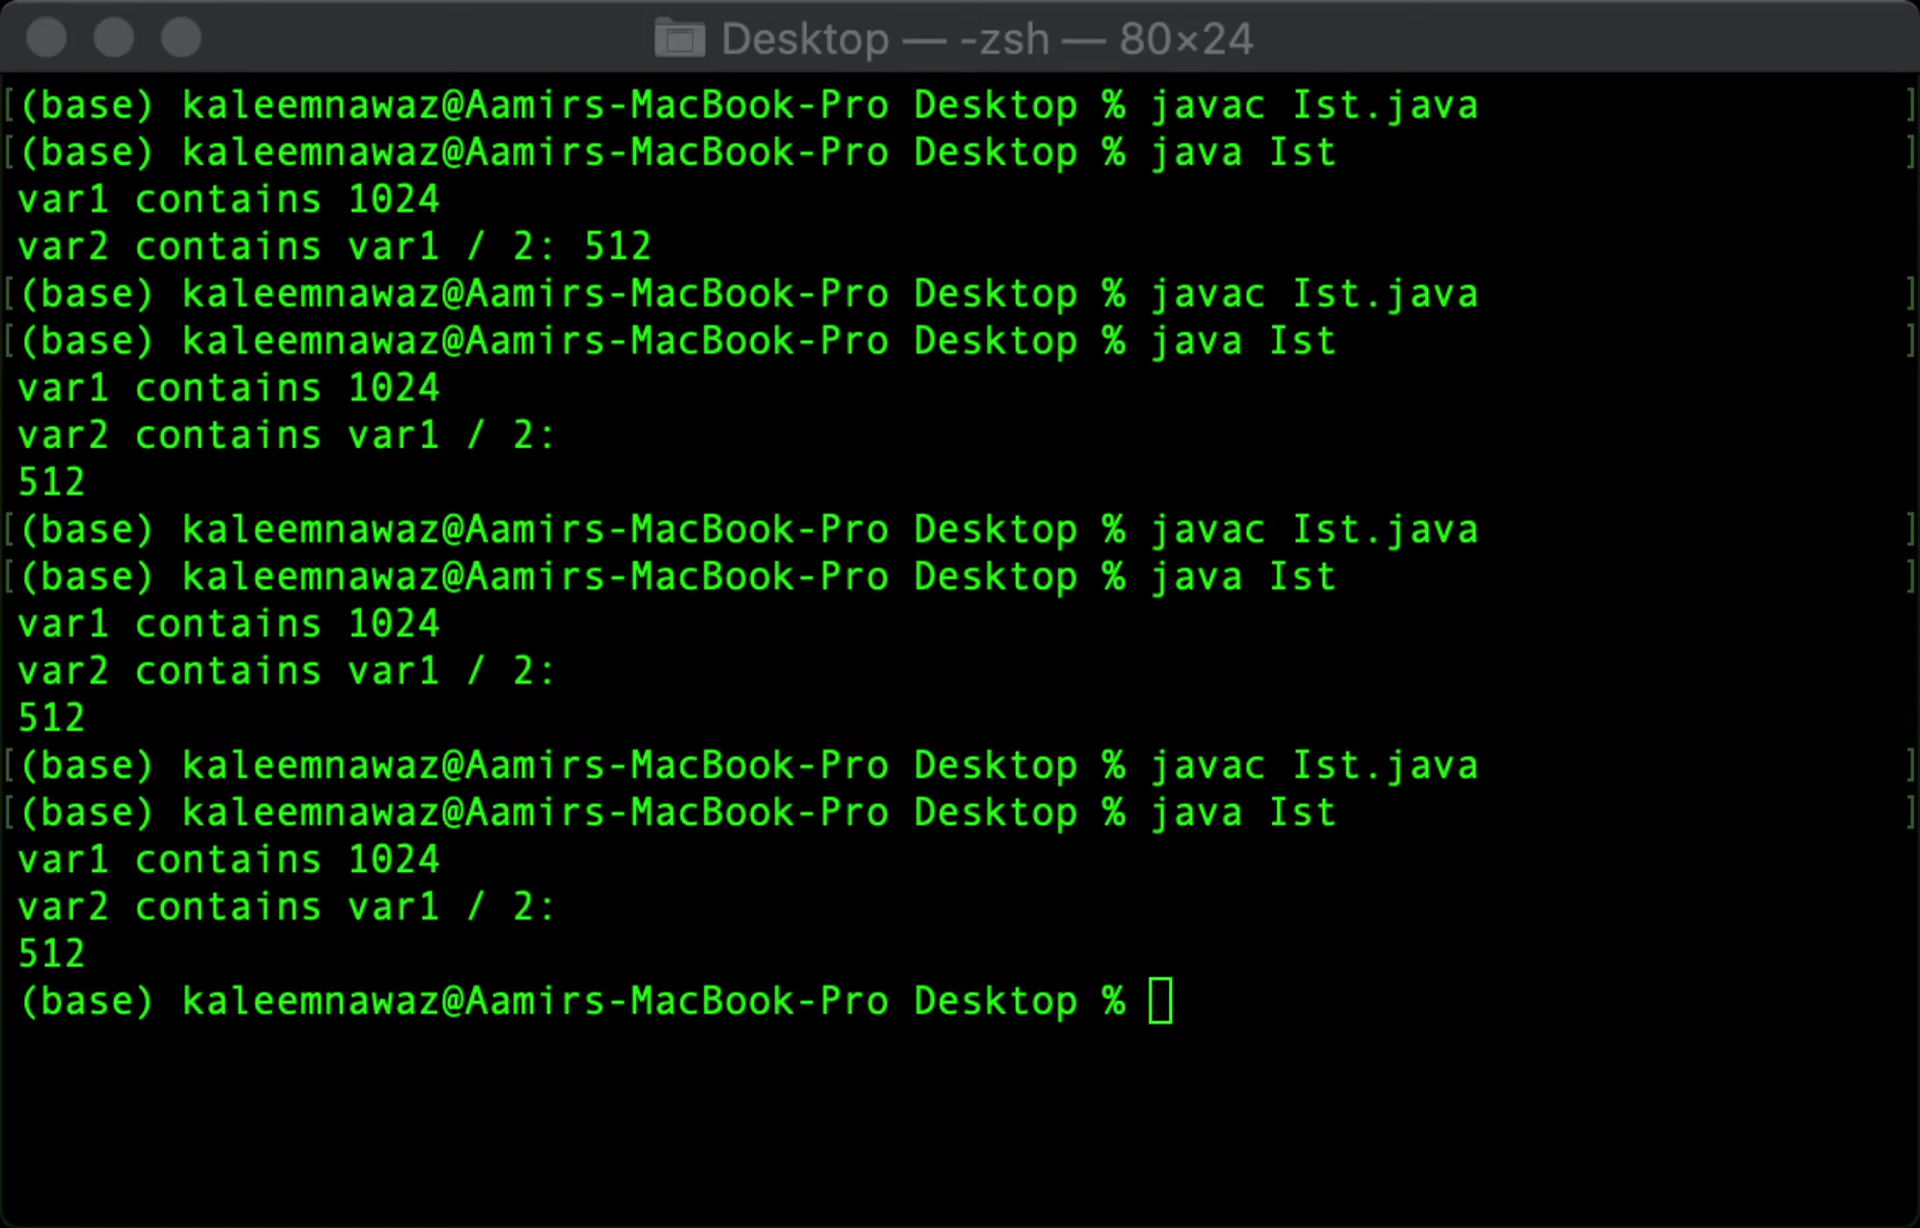 Desktop — -zsh — 80×24
[(base) kaleemnawaz@Aamirs-MacBook-Pro Desktop % javac Ist.java ]
[(base) kaleemnawaz@Aamirs-MacBook-Pro Desktop % java Ist ]
var1 contains 1024
var2 contains var1 / 2: 512
[(base) kaleemnawaz@Aamirs-MacBook-Pro Desktop % javac Ist.java ]
[(base) kaleemnawaz@Aamirs-MacBook-Pro Desktop % java Ist ]
var1 contains 1024
var2 contains var1 / 2:
512
[(base) kaleemnawaz@Aamirs-MacBook-Pro Desktop % javac Ist.java ]
[(base) kaleemnawaz@Aamirs-MacBook-Pro Desktop % java Ist ]
var1 contains 1024
var2 contains var1 / 2:
512
[(base) kaleemnawaz@Aamirs-MacBook-Pro Desktop % javac Ist.java ]
[(base) kaleemnawaz@Aamirs-MacBook-Pro Desktop % java Ist ]
var1 contains 1024
var2 contains var1 / 2:
512
(base) kaleemnawaz@Aamirs-MacBook-Pro Desktop %